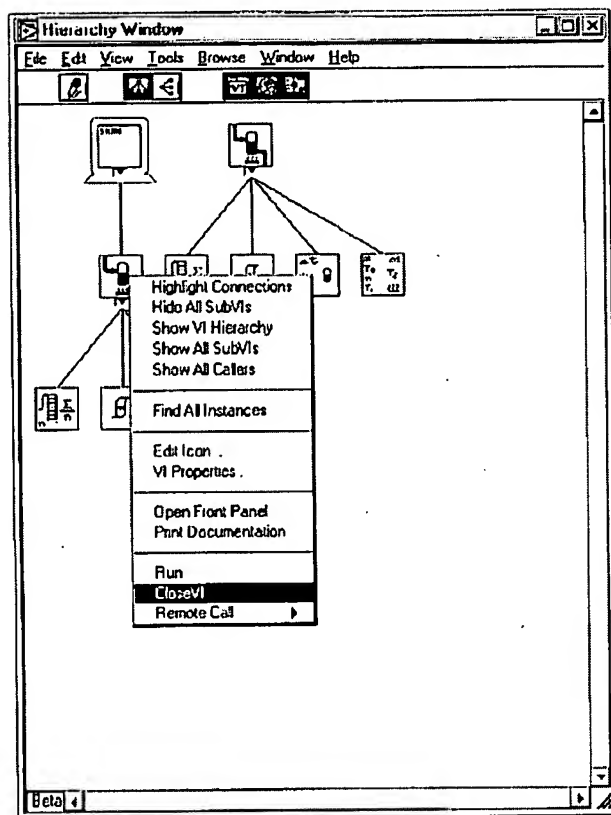 Hierarchy Window
File Edit View Tools Browse Window Help
VI
Highlight Connections
Hide All SubVIs
Show VI Hierarchy
Show All SubVIs
Show All Callers
Find All Instances
Edit Icon .
VI Properties .
Open Front Panel
Print Documentation
Run
CloseVI
Remote Call
Beta